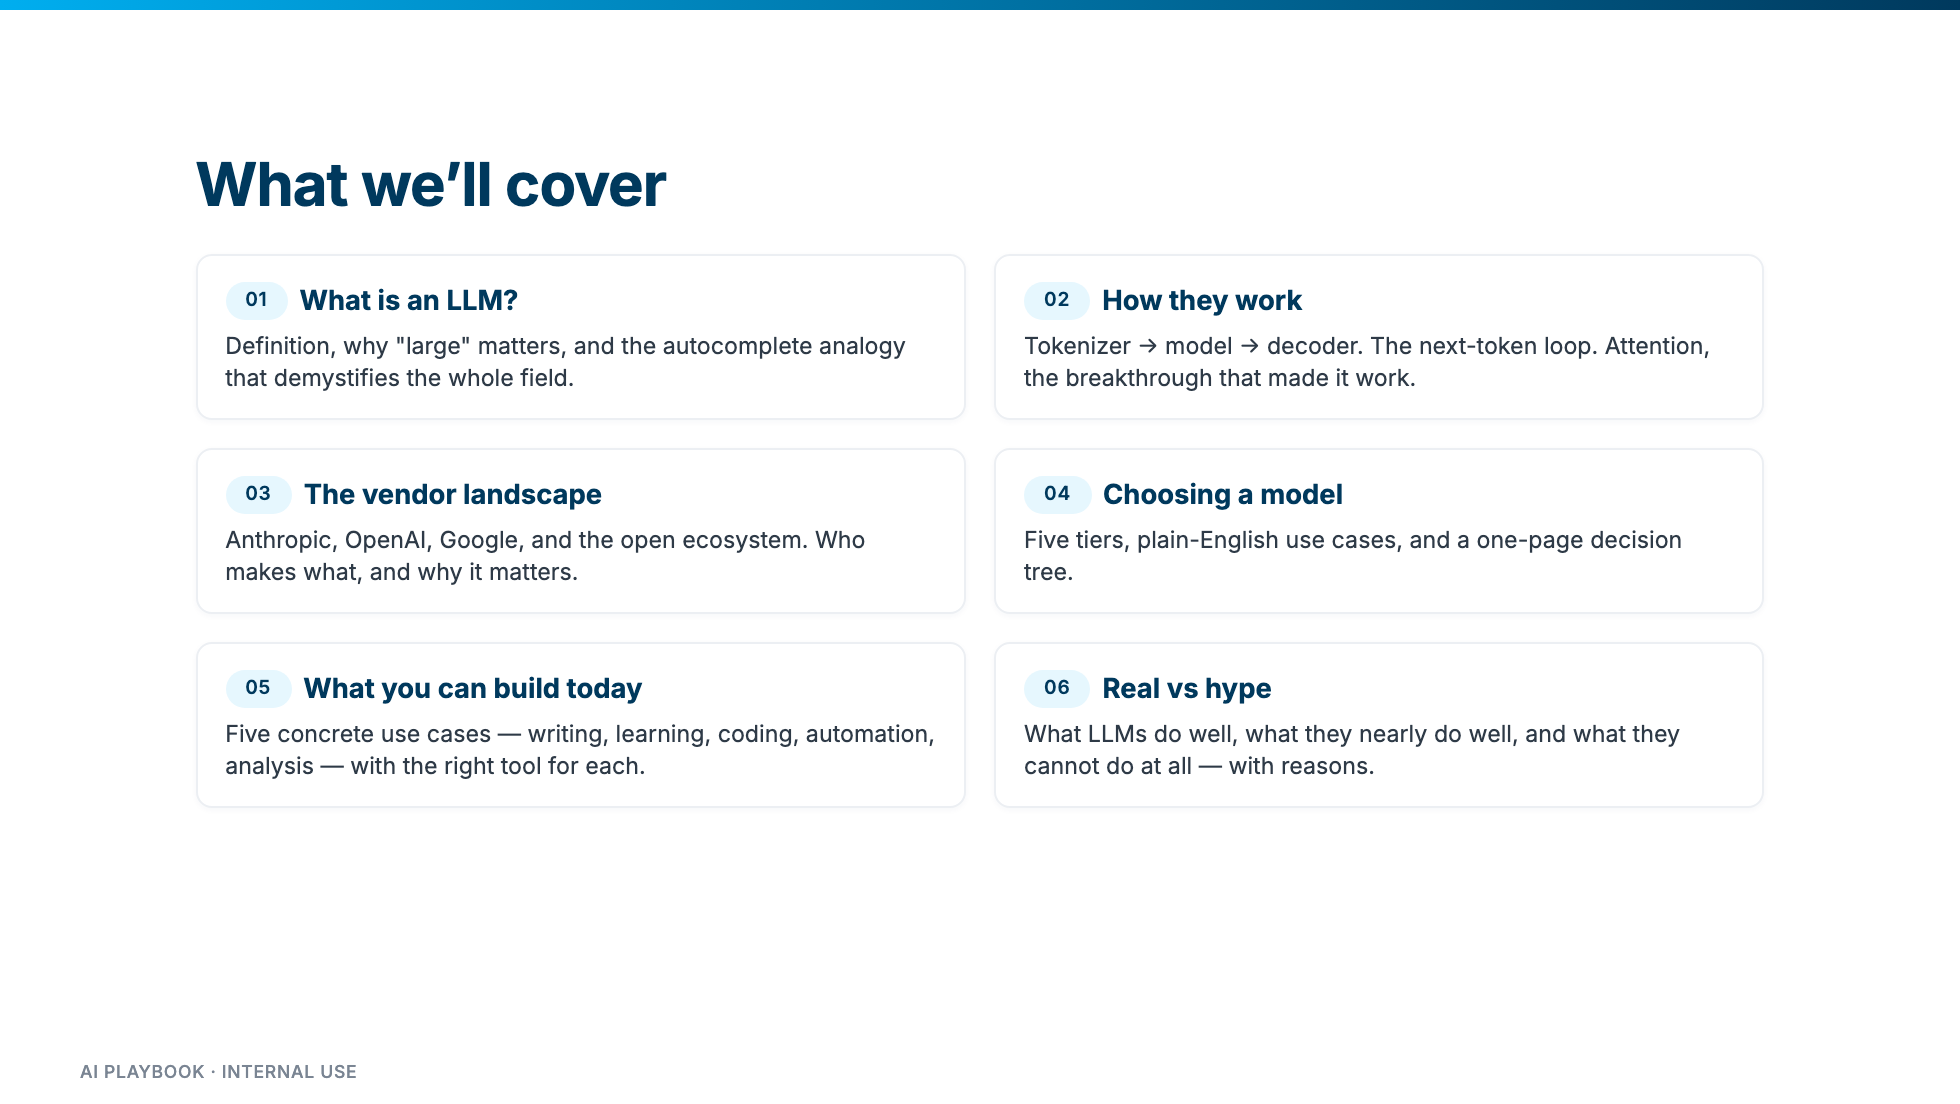 What we’ll cover
01 What is an LLM?
Definition, why "large" matters, and the autocomplete analogy
that demystifies the whole field.
02 How they work
Tokenizer → model → decoder. The next-token loop. Attention,
the breakthrough that made it work.
03 The vendor landscape
Anthropic, OpenAI, Google, and the open ecosystem. Who
makes what, and why it matters.
04 Choosing a model
Five tiers, plain-English use cases, and a one-page decision
tree.
05 What you can build today
Five concrete use cases — writing, learning, coding, automation,
analysis — with the right tool for each.
06 Real vs hype
What LLMs do well, what they nearly do well, and what they
cannot do at all — with reasons.
AI PLAYBOOK · INTERNAL USE